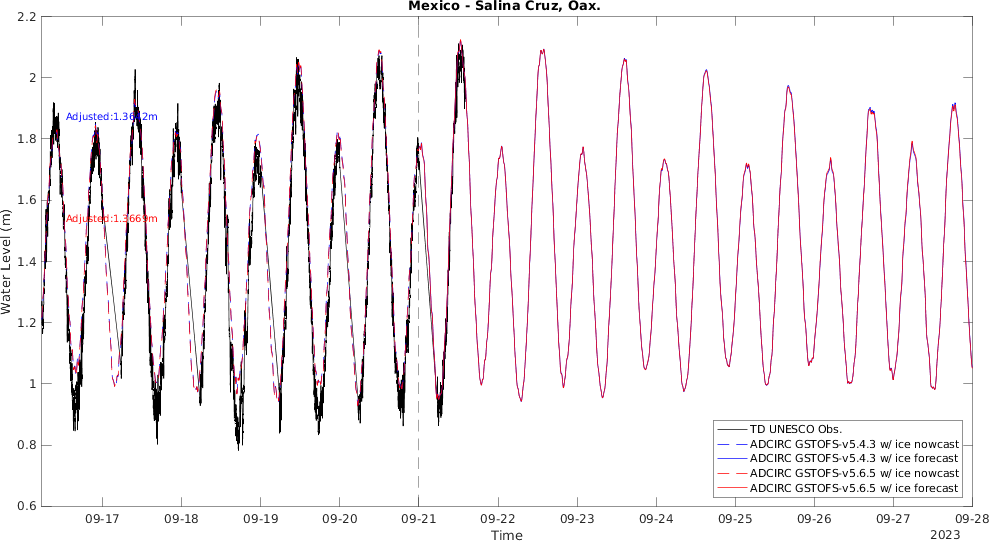 Mexico - Salina Cruz, Oax.
2.2
2
1.8
1.6
1.4
1.2
1
0.8
0.6
Water Level (m)
Adjusted:1.3642m
Adjusted:1.3669m
TD UNESCO Obs.
ADCIRC GSTOFS-v5.4.3 w/ ice nowcast
ADCIRC GSTOFS-v5.4.3 w/ ice forecast
ADCIRC GSTOFS-v5.6.5 w/ ice nowcast
ADCIRC GSTOFS-v5.6.5 w/ ice forecast
09-17 09-18 09-19 09-20 09-21 09-22 09-23 09-24 09-25 09-26 09-27 09-28
Time
2023